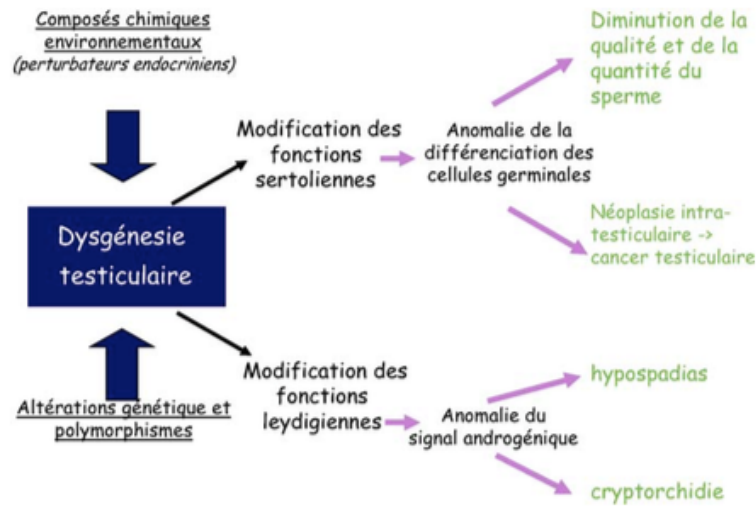 Composés chimiques
environnementaux
(perturbateurs endocriniens)
Dysgénésie
testiculaire
Altérations génétique et
polymorphismes
Modification des
fonctions
sertoliennes
Anomalie de la
différenciation des
cellules germinales
Diminution de la
qualité et de la
quantité du
sperme
Néoplasie intra-
testiculaire ->
cancer testiculaire
Modification des
fonctions
leydigiennes
Anomalie du
signal androgénique
hypospadias
cryptorchidie